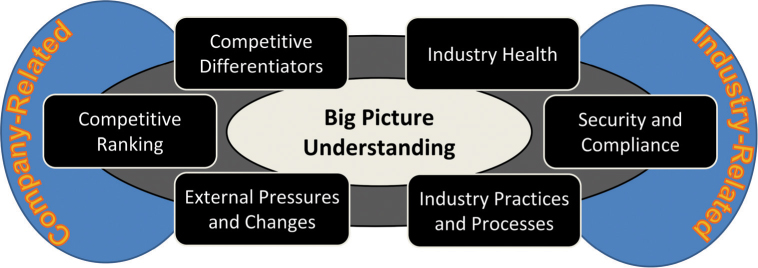 Company-Related
Competitive
Differentiators
Industry Health
Industry-Related
Competitive
Ranking
Big Picture
Understanding
Security and
Compliance
External Pressures
and Changes
Industry Practices
and Processes